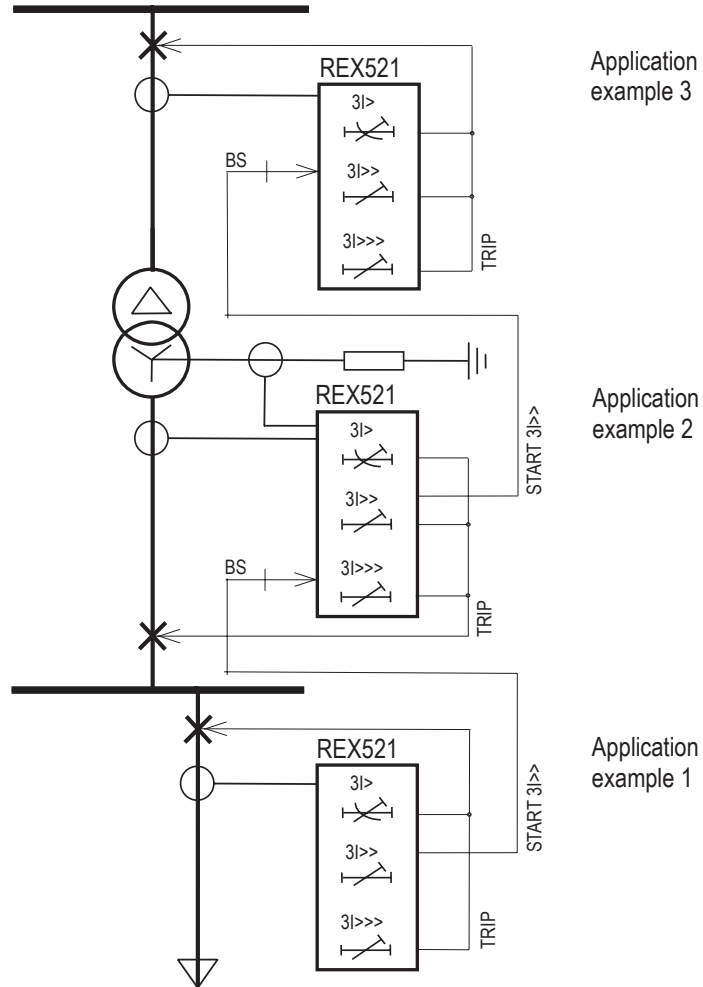 REX521
3I>
BS
3I>>
3I>>>
TRIP
Application
example 3
REX521
3I>
3I>>
BS
3I>>>
TRIP
START 3I>>
Application
example 2
REX521
3I>
3I>>
3I>>>
TRIP
START 3I>>
Application
example 1